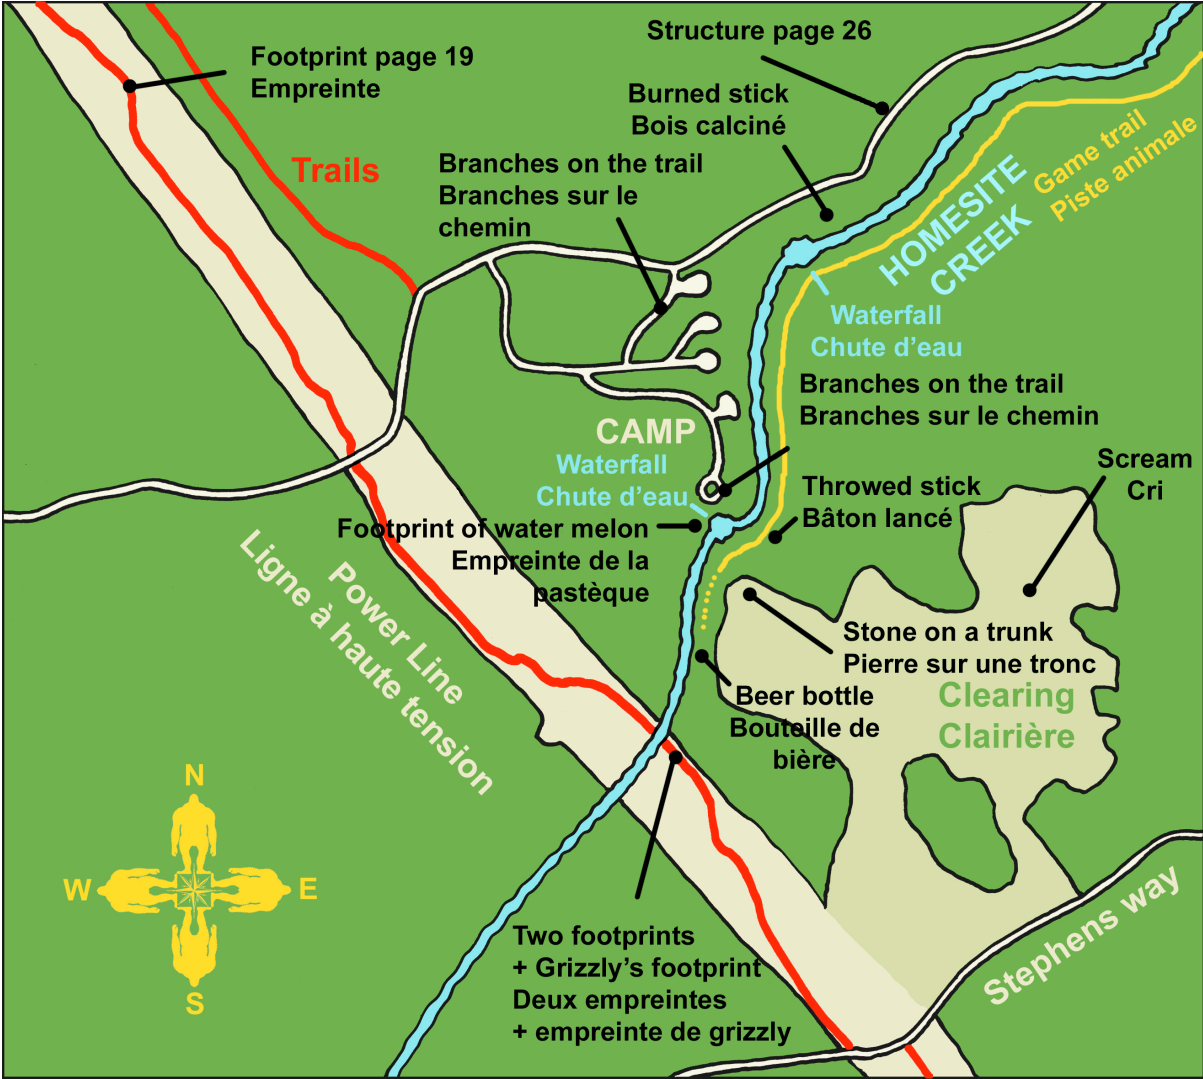 Structure page 26
Footprint page 19
Empreinte
Burned stick
Bois calciné
Game trail
Piste animale
Trails
Branches on the trail
Branches sur le
chemin
HOMESITE
CREEK
Waterfall
Chute d'eau
Branches on the trail
Branches sur le chemin
CAMP
Waterfall
Chute d'eau
Scream
Cri
Throwed stick
Bâton lancé
Footprint of water melon
Empreinte de la
pastèque
Power Line
Ligne à haute tension
Stone on a trunk
Pierre sur une tronc
Clearing
Clairière
Beer bottle
Bouteille de
bière
N
W
E
S
Stephens way
Two footprints
+ Grizzly's footprint
Deux empreintes
+ empreinte de grizzly